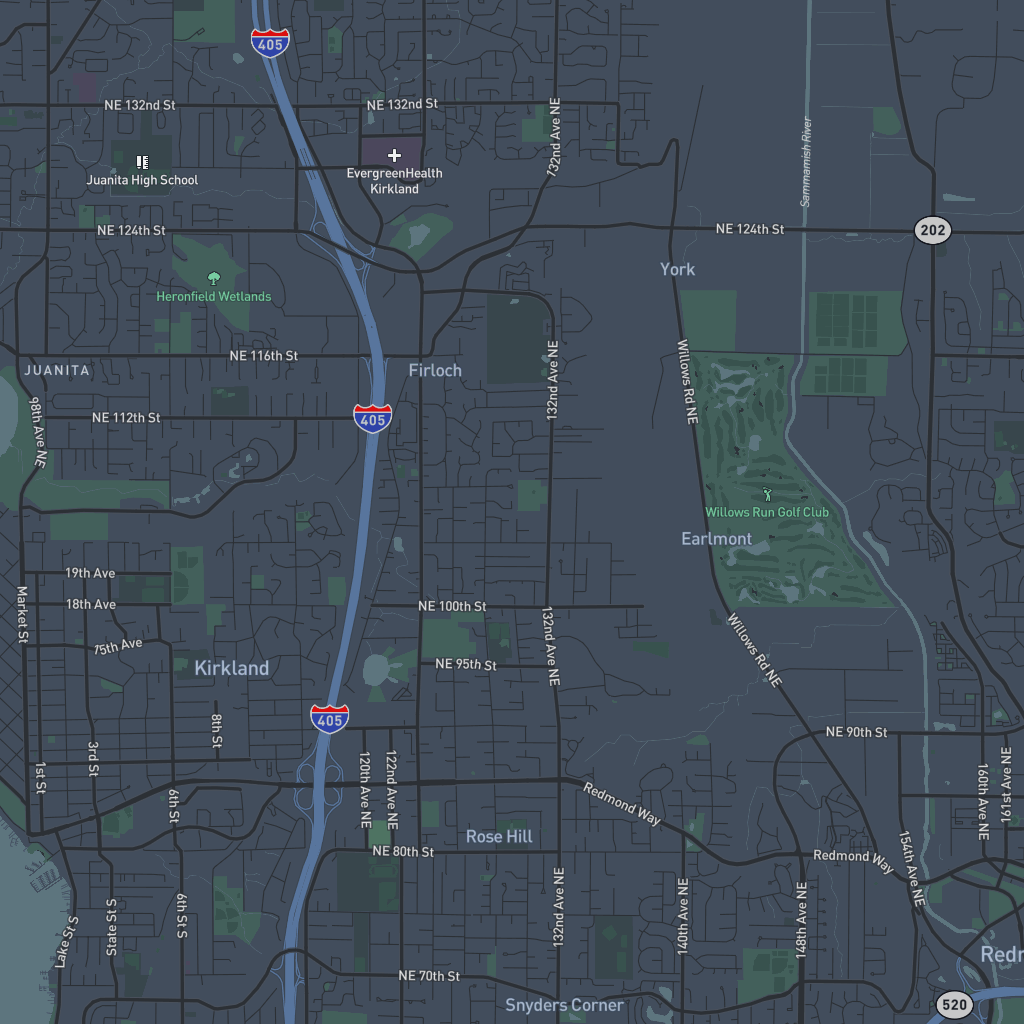 405
NE 132nd St
NE 132nd St
132nd Ave NE
Sammamish River
Juanita High School
EvergreenHealth
Kirkland
NE 124th St
NE 124th St
202
York
Heronfield Wetlands
NE 116th St
JUANITA
Firloch
132nd Ave NE
Willows Rd NE
98th Ave NE
NE 112th St
405
Willows Run Golf Club
Earlmont
19th Ave
18th Ave
Market St
NE 100th St
132nd Ave NE
15th Ave
Willows Rd NE
Kirkland
NE 95th St
405
8th St
NE 90th St
3rd St
1st St
120th Ave NE
122nd Ave NE
160th Ave NE
161st Ave NE
6th St
Redmond Way
Rose Hill
NE 80th St
Redmond Way
154th Ave NE
Lake St S
State St S
6th St S
132nd Ave NE
140th Ave NE
148th Ave NE
Redm
NE 70th St
Snyders Corner
520